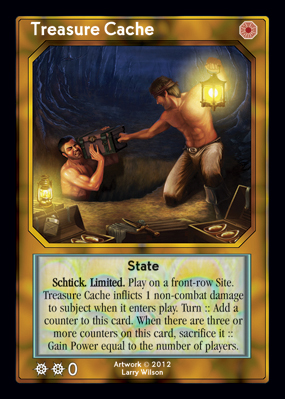 Treasure Cache
State
Schtick. Limited. Play on a front-row Site.
Treasure Cache inflicts 1 non-combat damage
to subject when it enters play. Turn :: Add a
counter to this card. When there are three or
more counters on this card, sacrifice it ::
Gain Power equal to the number of players.
0
Artwork © 2012
Larry Wilson